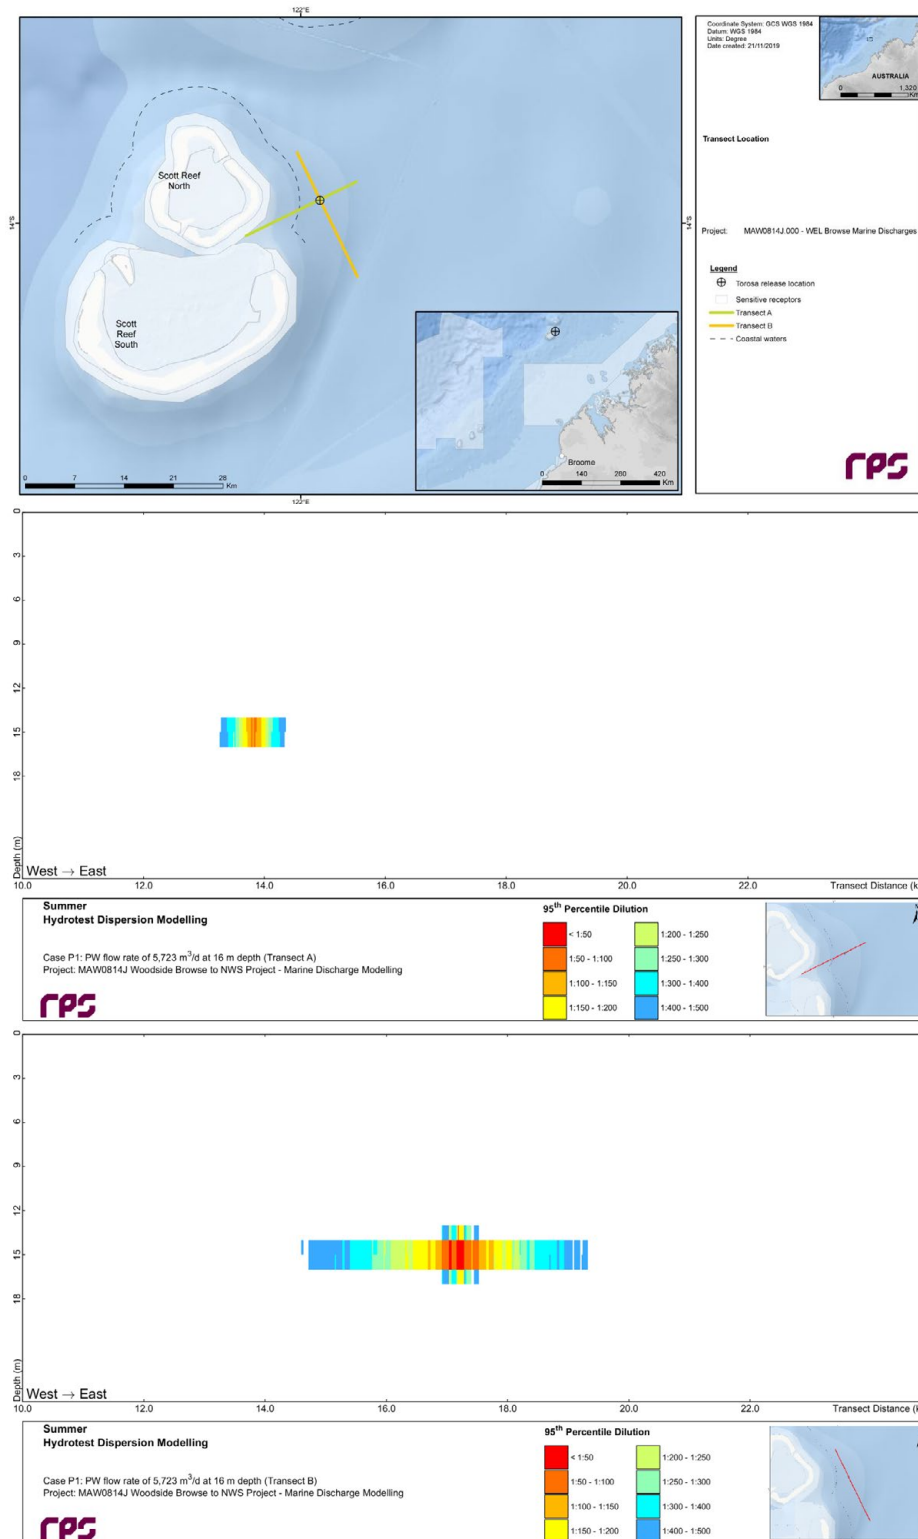 122°E
Coordinate System: GCS WGS 1984
Datum: WGS 1984
Units: Degree
Date created: 21/11/2019
AUSTRALIA
0 1,320
Km
Transect Location
Scott Reef
North
14°S
14°S
Project: MAW0814J.000 - WEL Browse Marine Discharges
Legend
Torosa release location
Sensitive receptors
Transect A
Transect B
Coastal waters
Scott
Reef
South
Broome
0 140 280 420
Km
0 7 14 21 28
Km
122°E
rps
0
3
6
9
12
15
18
Depth (m)
West → East
10.0 12.0 14.0 16.0 18.0 20.0 22.0 Transect Distance (k
Summer
Hydrotest Dispersion Modelling
Case P1: PW flow rate of 5,723 m³/d at 16 m depth (Transect A)
Project: MAW0814J Woodside Browse to NWS Project - Marine Discharge Modelling
rps
95th Percentile Dilution
< 1:50 1:200 - 1:250
1:50 - 1:100 1:250 - 1:300
1:100 - 1:150 1:300 - 1:400
1:150 - 1:200 1:400 - 1:500
0
3
6
9
12
15
18
Depth (m)
West → East
10.0 12.0 14.0 16.0 18.0 20.0 22.0 Transect Distance (k
Summer
Hydrotest Dispersion Modelling
Case P1: PW flow rate of 5,723 m³/d at 16 m depth (Transect B)
Project: MAW0814J Woodside Browse to NWS Project - Marine Discharge Modelling
rps
95th Percentile Dilution
< 1:50 1:200 - 1:250
1:50 - 1:100 1:250 - 1:300
1:100 - 1:150 1:300 - 1:400
1:150 - 1:200 1:400 - 1:500